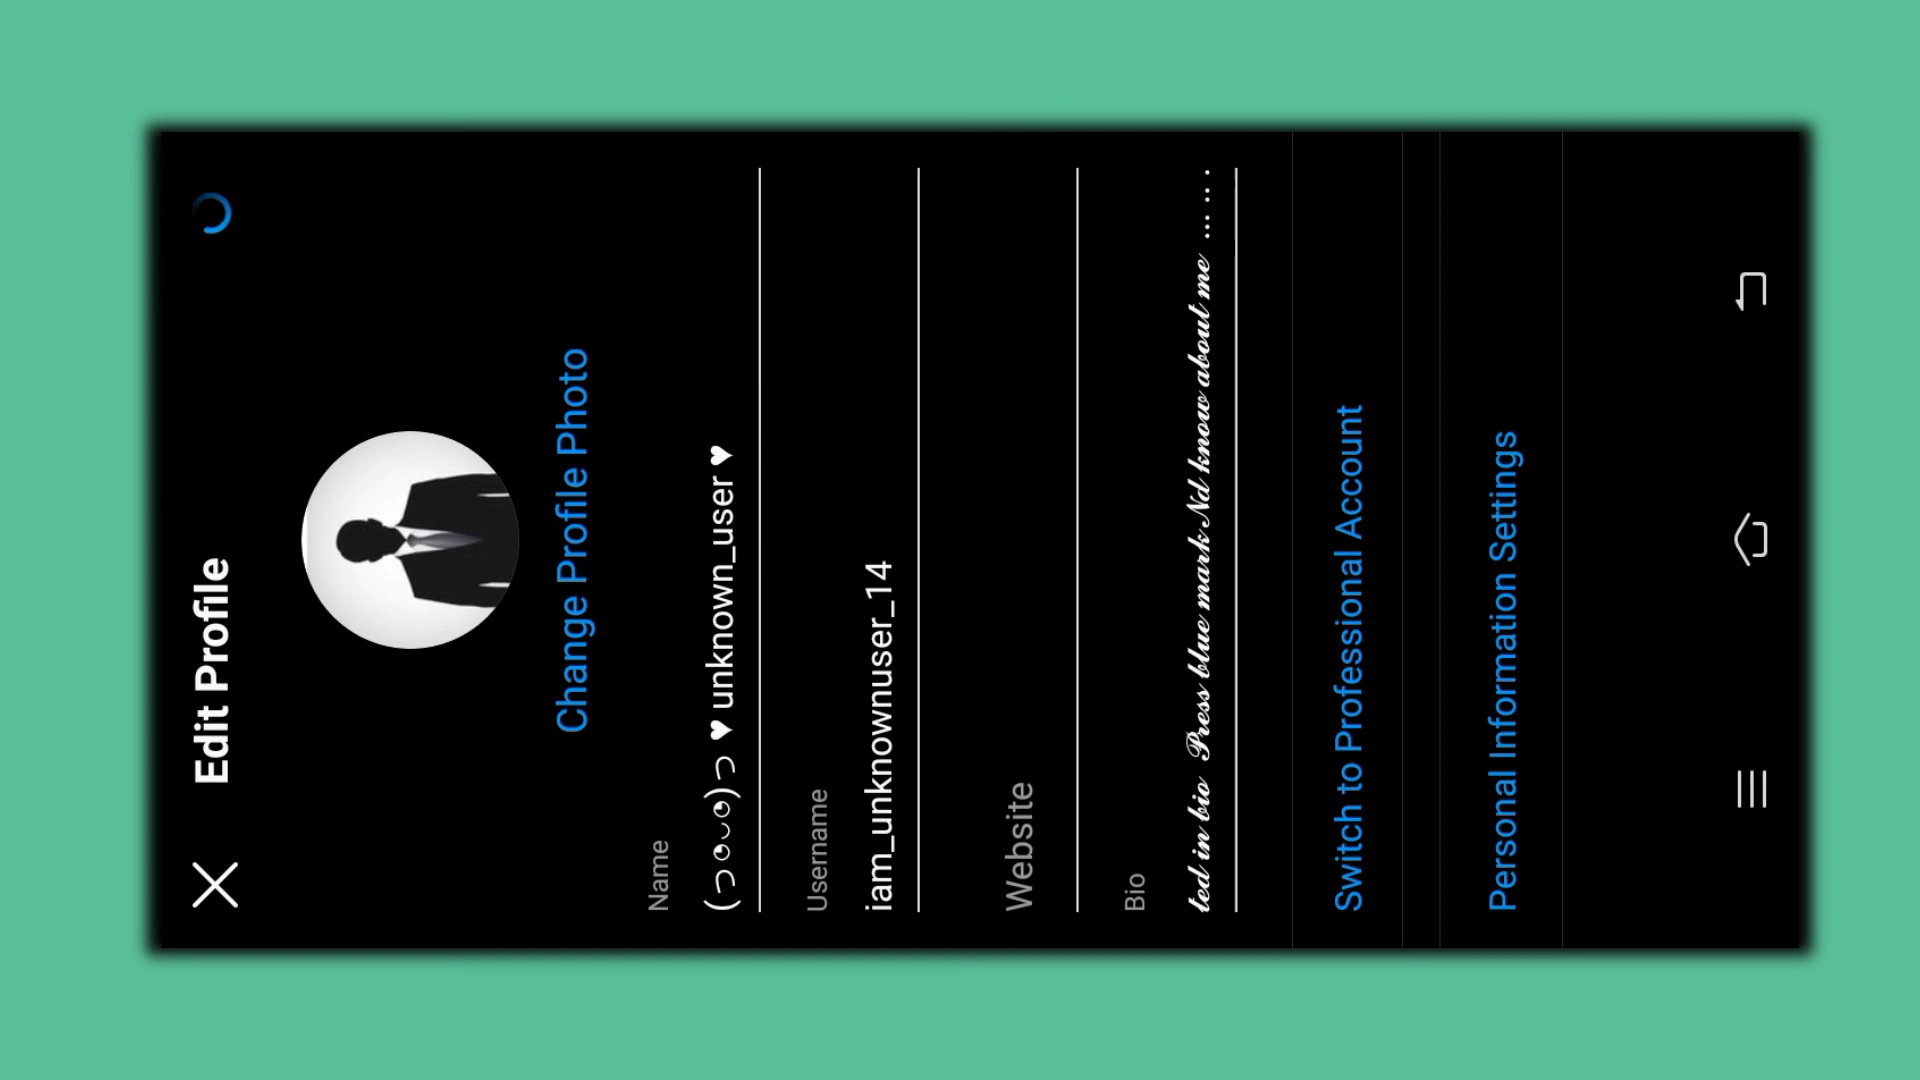 Edit Profile
Change Profile Photo
Name
(っ◔◡◔)っ ♥ unknown_user ♥
Username
iam_unknownuser_14
Website
Bio
𝓽𝓮𝓭 𝓲𝓷 𝓫𝓲𝓸  𝓟𝓻𝓮𝓼𝓼 𝓫𝓵𝓾𝓮 𝓶𝓪𝓻𝓴 𝓝𝓭 𝓴𝓷𝓸𝔀 𝓪𝓫𝓸𝓾𝓽 𝓶𝓮 ... .. .
Switch to Professional Account
Personal Information Settings